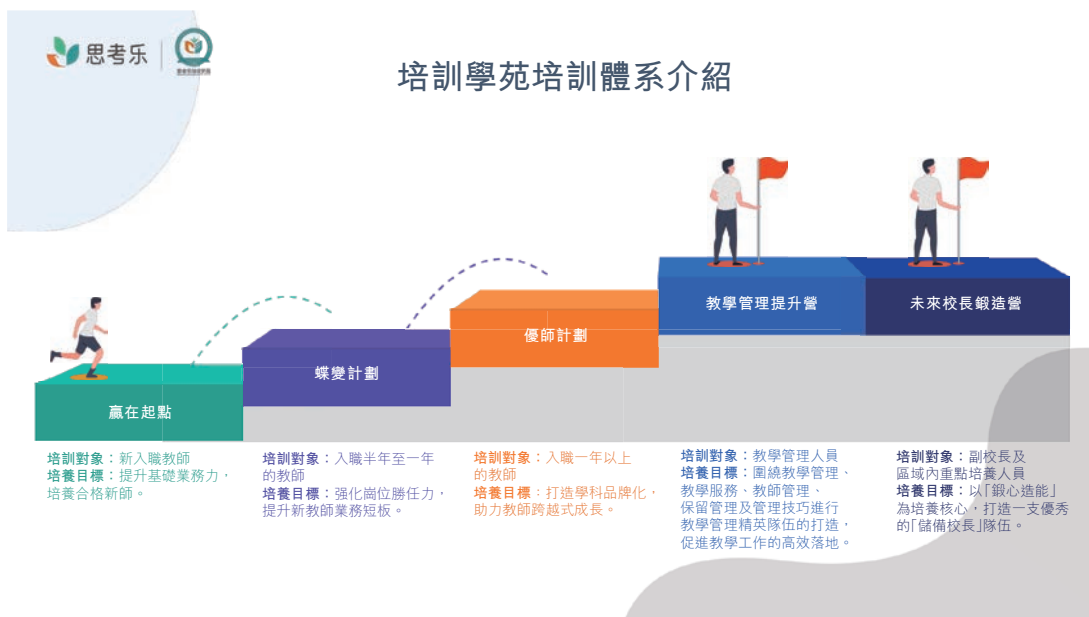 思考乐
培訓學苑培訓體系介紹
贏在起點
蝶變計劃
優師計劃
教學管理提升營
未來校長鍛造營
培訓對象：新入職教師
培養目標：提升基礎業務力，
培養合格新師。
培訓對象：入職半年至一年
的教師
培養目標：强化崗位勝任力，
提升新教師業務短板。
培訓對象：入職一年以上
的教師
培養目標：打造學科品牌化，
助力教師跨越式成長。
培訓對象：教學管理人員
培養目標：圍繞教學管理、
教學服務、教師管理、
保留管理及管理技巧進行
教學管理精英隊伍的打造，
促進教學工作的高效落地。
培訓對象：副校長及
區域內重點培養人員
培養目標：以「鍛心造能」
為培養核心，打造一支優秀
的「儲備校長」隊伍。